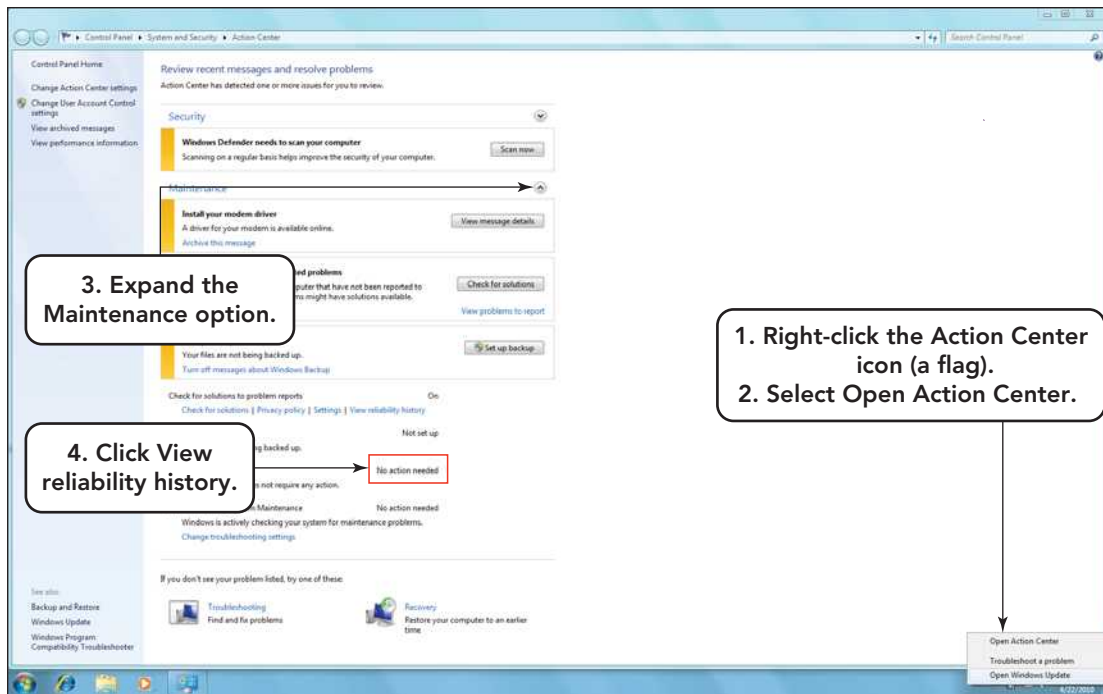 Control Panel ▸ System and Security ▸ Action Center
Search Control Panel
Control Panel Home
Change Action Center settings
Change User Account Control
settings
View archived messages
View performance information
Review recent messages and resolve problems
Action Center has detected one or more issues for you to review.
Security
Windows Defender needs to scan your computer
Scanning on a regular basis helps improve the security of your computer.
Scan now
Maintenance
Install your modem driver
A driver for your modem is available online.
Archive this message
View message details
3. Expand the
Maintenance option.
ted problems
puter that have not been reported to
ms might have solutions available.
Check for solutions
View problems to report
1. Right-click the Action Center
icon (a flag).
2. Select Open Action Center.
Your files are not being backed up.
Turn off messages about Windows Backup
Set up backup
Check for solutions to problem reports On
Check for solutions | Privacy policy | Settings | View reliability history
Not set up
ng backed up.
4. Click View
reliability history.
No action needed
s not require any action.
Maintenance No action needed
Windows is actively checking your system for maintenance problems.
Change troubleshooting settings
If you don't see your problem listed, try one of these:
Troubleshooting
Find and fix problems
Recovery
Restore your computer to an earlier
time
See also
Backup and Restore
Windows Update
Windows Program
Compatibility Troubleshooter
Open Action Center
Troubleshoot a problem
Open Windows Update
6/22/2010